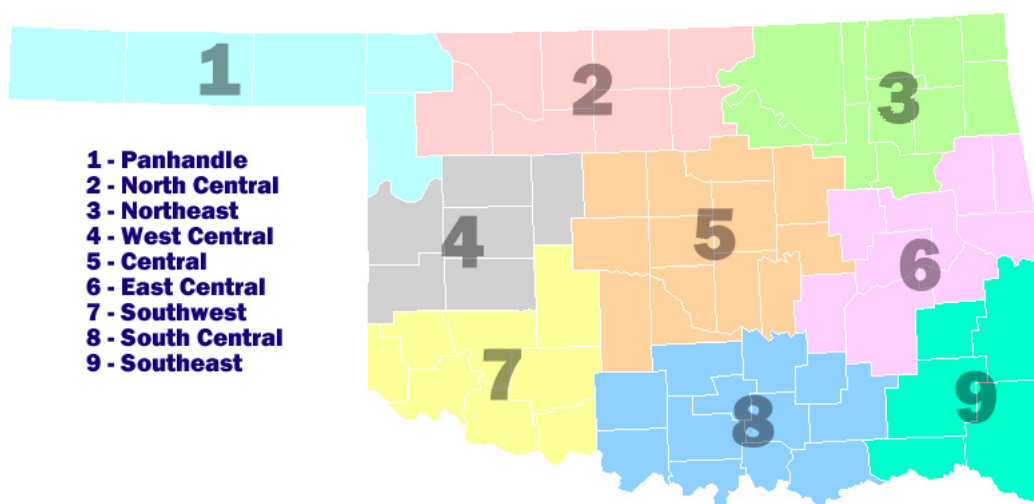 1
2
3
1 - Panhandle
2 - North Central
3 - Northeast
4 - West Central
5 - Central
6 - East Central
7 - Southwest
8 - South Central
9 - Southeast
4
5
6
7
8
9